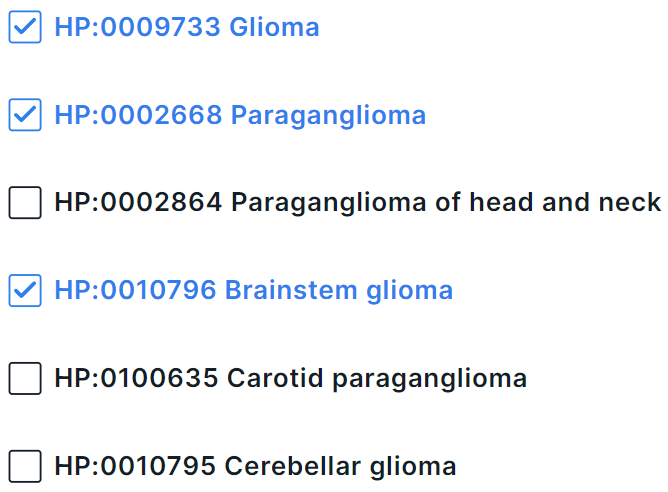 HP:0009733 Glioma
HP:0002668 Paraganglioma
HP:0002864 Paraganglioma of head and neck
HP:0010796 Brainstem glioma
HP:0100635 Carotid paraganglioma
HP:0010795 Cerebellar glioma